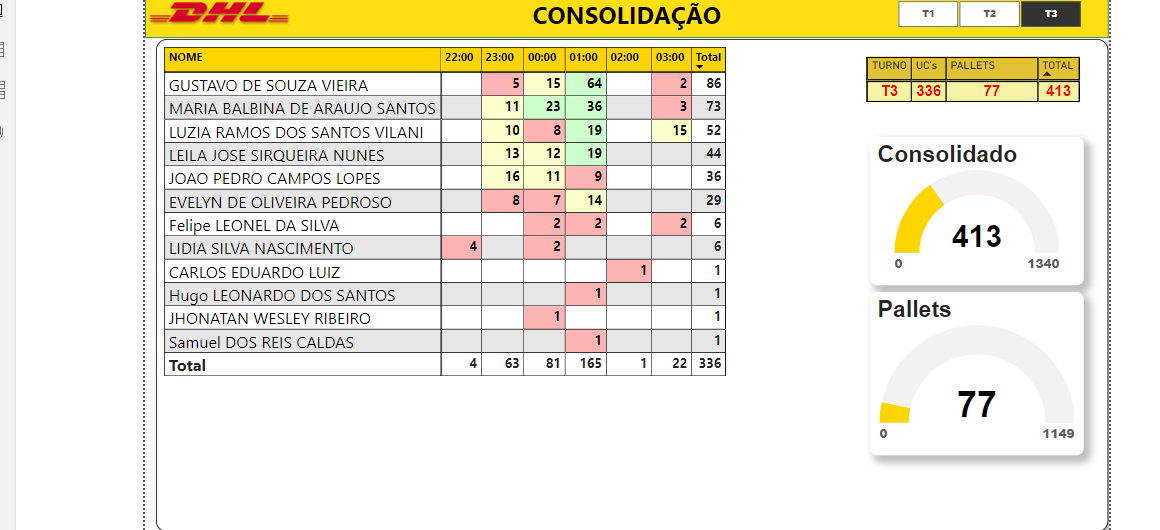 DHL
CONSOLIDAÇÃO
T1 T2 T3
NOME 22:00 23:00 00:00 01:00 02:00 03:00 Total
GUSTAVO DE SOUZA VIEIRA 5 15 64 2 86
MARIA BALBINA DE ARAUJO SANTOS 11 23 36 3 73
LUZIA RAMOS DOS SANTOS VILANI 10 8 19 15 52
LEILA JOSE SIRQUEIRA NUNES 13 12 19 44
JOAO PEDRO CAMPOS LOPES 16 11 9 36
EVELYN DE OLIVEIRA PEDROSO 8 7 14 29
Felipe LEONEL DA SILVA 2 2 2 6
LIDIA SILVA NASCIMENTO 4 2 6
CARLOS EDUARDO LUIZ 1 1
Hugo LEONARDO DOS SANTOS 1 1
JHONATAN WESLEY RIBEIRO 1 1
Samuel DOS REIS CALDAS 1 1
Total 4 63 81 165 1 22 336
TURNO UC's PALLETS TOTAL
T3 336 77 413
Consolidado
413
0 1340
Pallets
77
0 1149